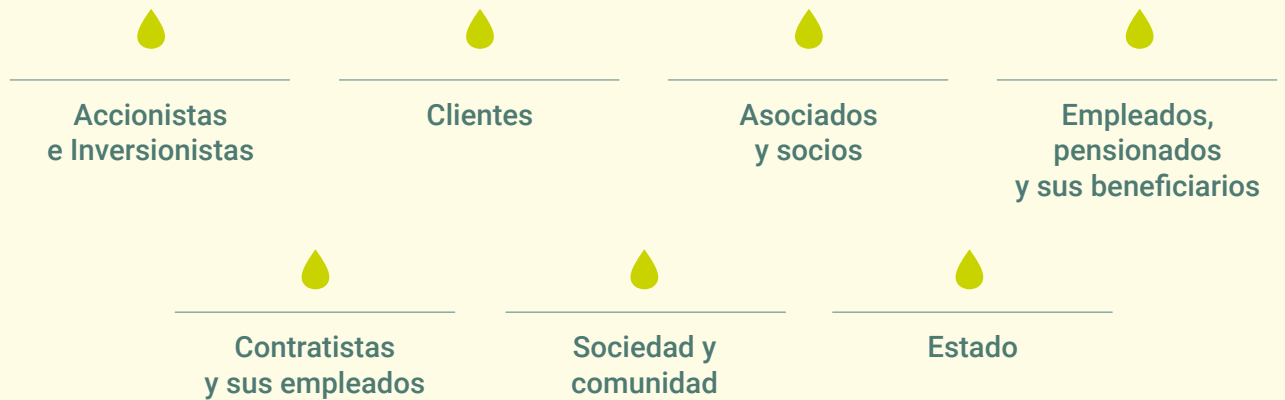 Accionistas
e Inversionistas
Clientes
Asociados
y socios
Empleados,
pensionados
y sus beneficiarios
Contratistas
y sus empleados
Sociedad y
comunidad
Estado